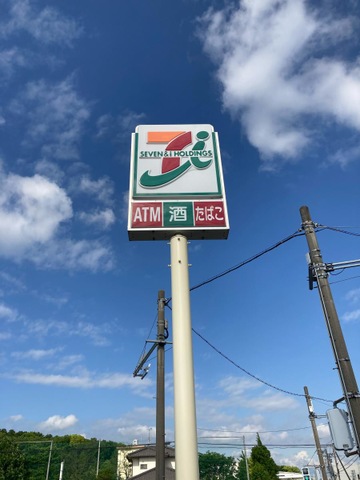 SEVEN & i HOLDINGS
ATM 酒 たばこ